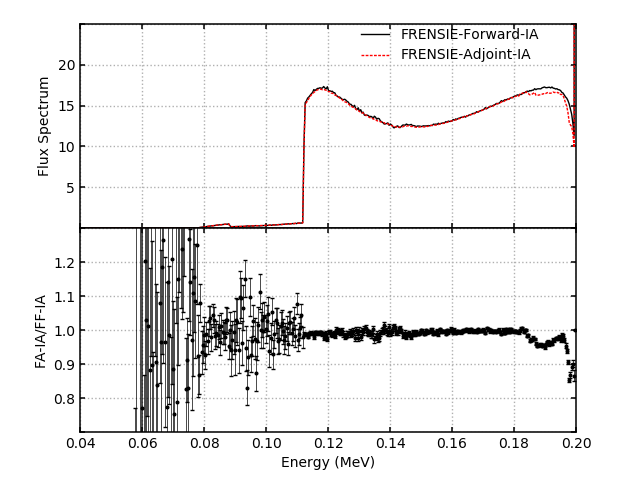 FRENSIE-Forward-IA
FRENSIE-Adjoint-IA
Flux Spectrum
20
15
10
5
FA-IA/FF-IA
1.2
1.1
1.0
0.9
0.8
0.04 0.06 0.08 0.10 0.12 0.14 0.16 0.18 0.20
Energy (MeV)